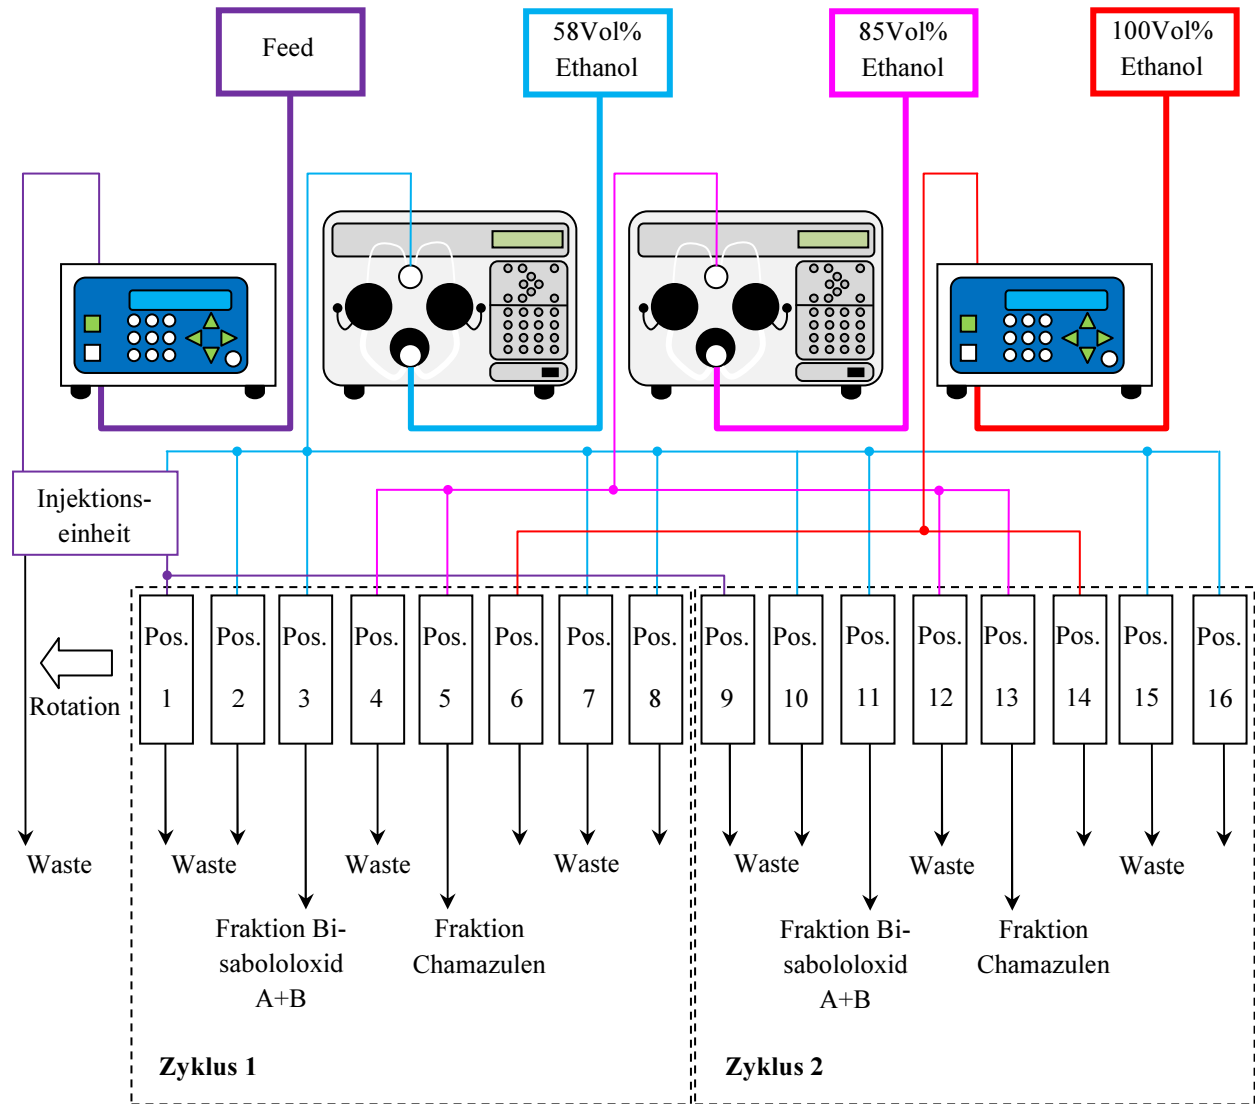 Feed
58Vol%
Ethanol
85Vol%
Ethanol
100Vol%
Ethanol
Injektions-
einheit
Rotation
Pos.
1
Pos.
2
Pos.
3
Pos.
4
Pos.
5
Pos.
6
Pos.
7
Pos.
8
Pos.
9
Pos.
10
Pos.
11
Pos.
12
Pos.
13
Pos.
14
Pos.
15
Pos.
16
Waste
Waste
Waste
Waste
Waste
Waste
Waste
Fraktion Bi-
sabololoxid
A+B
Fraktion
Chamazulen
Fraktion Bi-
sabololoxid
A+B
Fraktion
Chamazulen
Zyklus 1
Zyklus 2